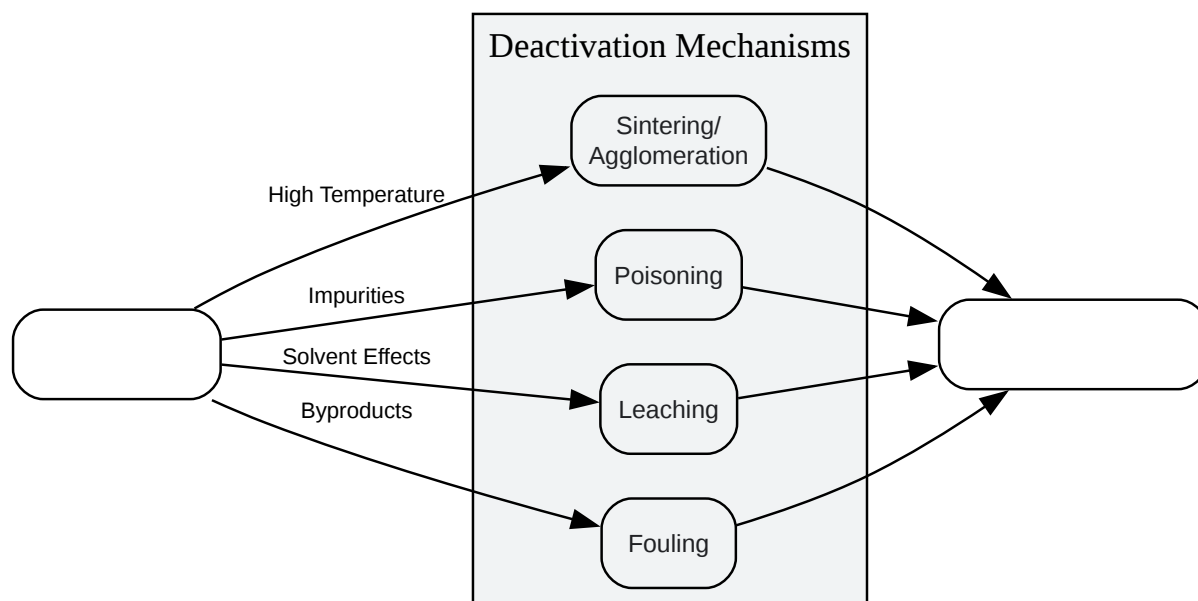 Deactivation Mechanisms
Sintering/
Agglomeration
High Temperature
Impurities
Poisoning
Solvent Effects
Leaching
Byproducts
Fouling